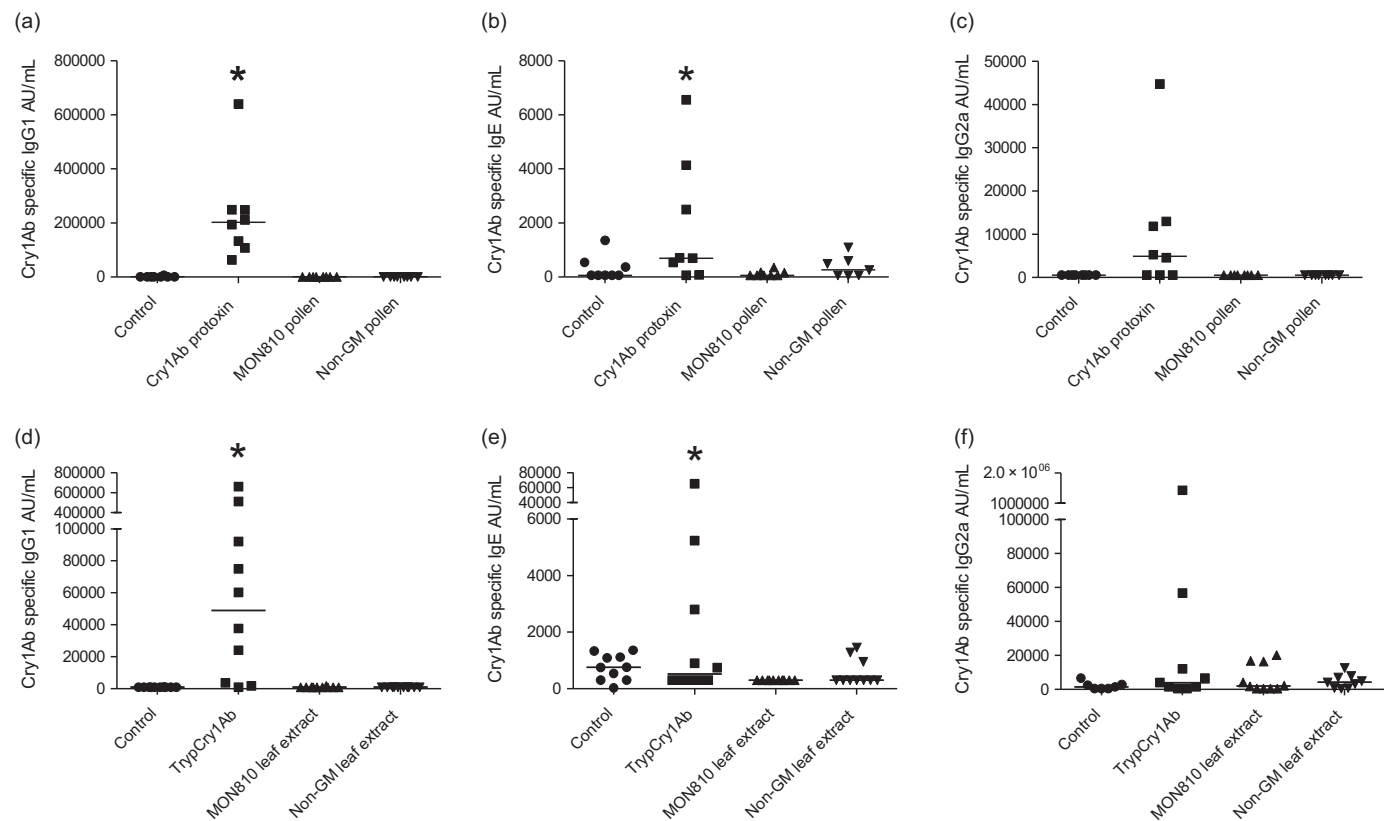 (a)
Cry1Ab specific IgG1 AU/mL
800000
600000
400000
200000
0
*
Control
Cry1Ab protoxin
MON810 pollen
Non-GM pollen
(b)
Cry1Ab specific IgE AU/mL
8000
6000
4000
2000
0
*
Control
Cry1Ab protoxin
MON810 pollen
Non-GM pollen
(c)
Cry1Ab specific IgG2a AU/mL
50000
40000
30000
20000
10000
0
Control
Cry1Ab protoxin
MON810 pollen
Non-GM pollen
(d)
Cry1Ab specific IgG1 AU/mL
800000
600000
400000
100000
80000
60000
40000
20000
0
*
Control
TrypCry1Ab
MON810 leaf extract
Non-GM leaf extract
(e)
Cry1Ab specific IgE AU/mL
80000
60000
40000
6000
4000
2000
0
*
Control
TrypCry1Ab
MON810 leaf extract
Non-GM leaf extract
(f)
Cry1Ab specific IgG2a AU/mL
2.0 × 10⁰⁶
1000000
100000
80000
60000
40000
20000
0
Control
TrypCry1Ab
MON810 leaf extract
Non-GM leaf extract